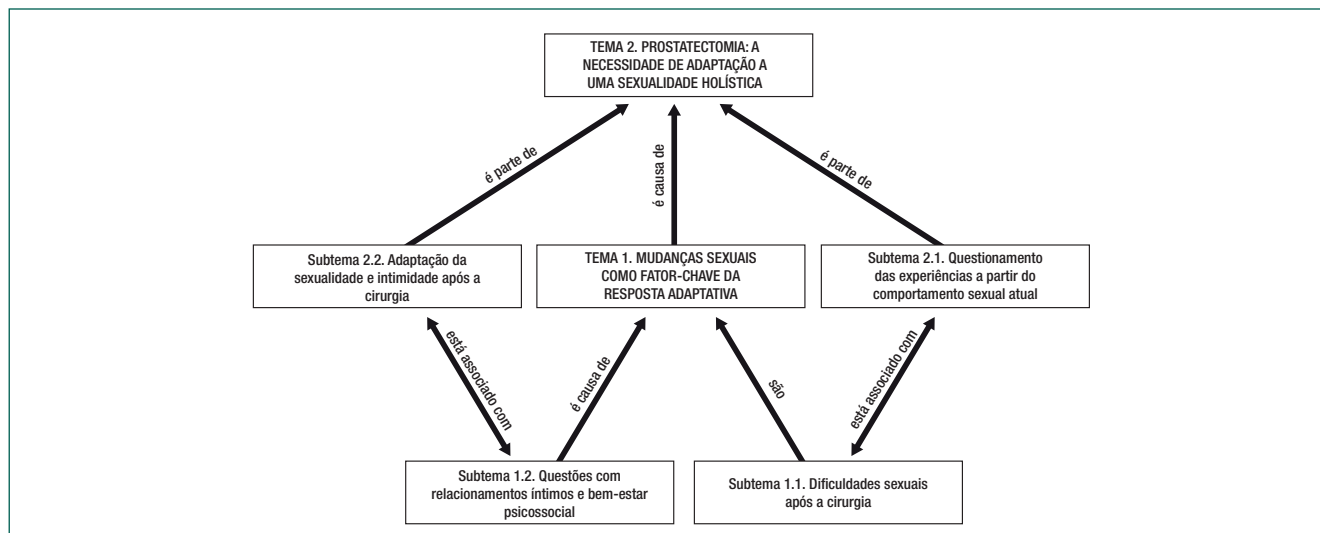 TEMA 2. PROSTATECTOMIA: A
NECESSIDADE DE ADAPTAÇÃO A
UMA SEXUALIDADE HOLÍSTICA
é parte de
é causa de
é parte de
Subtema 2.2. Adaptação da
sexualidade e intimidade após a
cirurgia
TEMA 1. MUDANÇAS SEXUAIS
COMO FATOR-CHAVE DA
RESPOSTA ADAPTATIVA
Subtema 2.1. Questionamento
das experiências a partir do
comportamento sexual atual
está associado com
é causa de
são
está associado com
Subtema 1.2. Questões com
relacionamentos íntimos e bem-estar
psicossocial
Subtema 1.1. Dificuldades sexuais
após a cirurgia